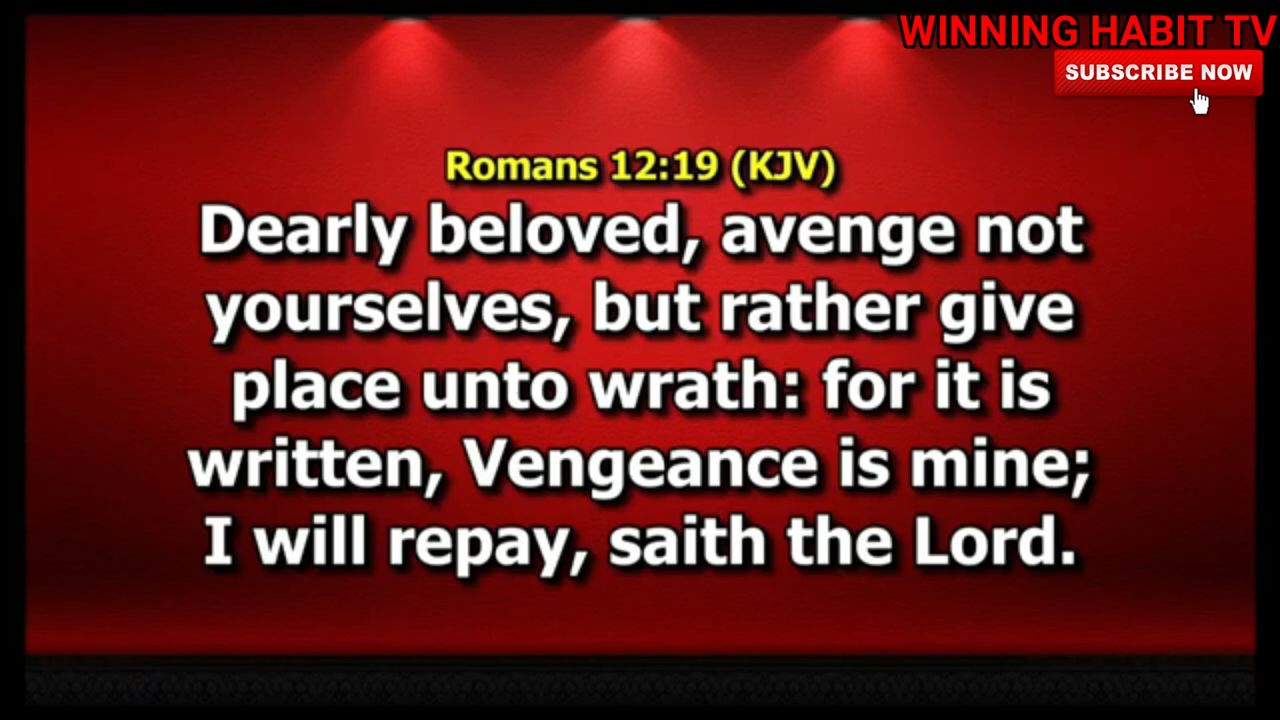 WINNING HABIT TV
SUBSCRIBE NOW
Romans 12:19 (KJV)
Dearly beloved, avenge not
yourselves, but rather give
place unto wrath: for it is
written, Vengeance is mine;
I will repay, saith the Lord.